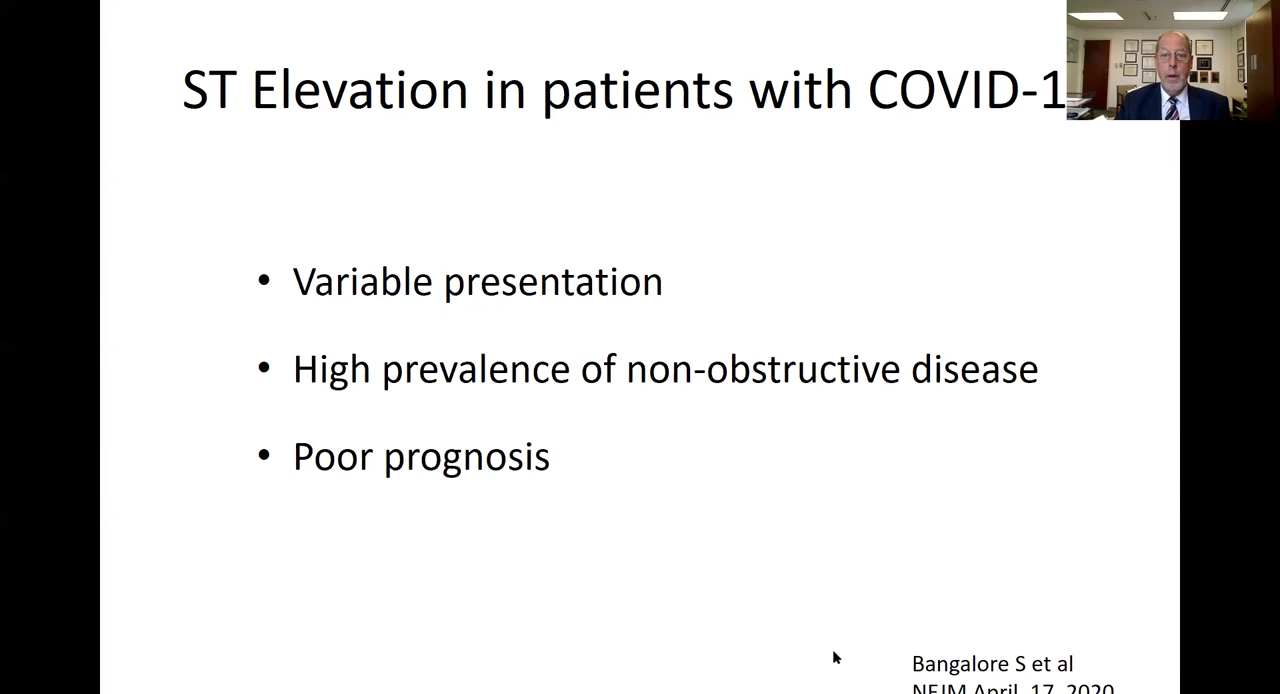 ST Elevation in patients with COVID-1
• Variable presentation
• High prevalence of non-obstructive disease
• Poor prognosis
Bangalore S et al
NEJM April, 17, 2020